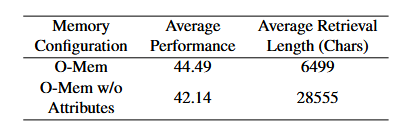 Memory Configuration Average Performance Average Retrieval Length (Chars)
O-Mem 44.49 6499
O-Mem w/o Attributes 42.14 28555